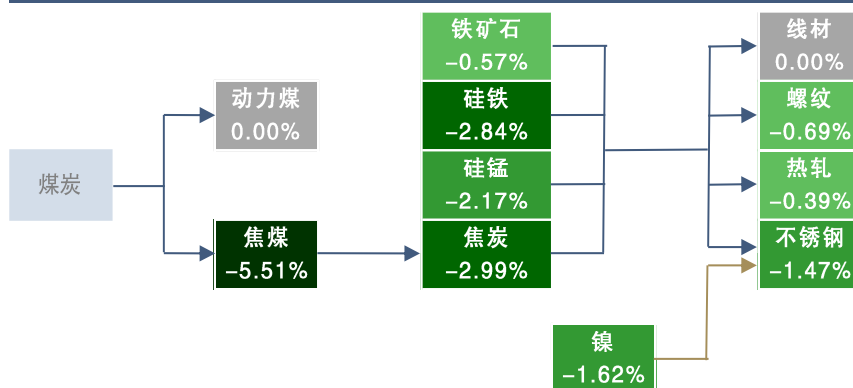 煤炭
动力煤
0.00%
焦煤
-5.51%
铁矿石
-0.57%
硅铁
-2.84%
硅锰
-2.17%
焦炭
-2.99%
线材
0.00%
螺纹
-0.69%
热轧
-0.39%
不锈钢
-1.47%
镍
-1.62%